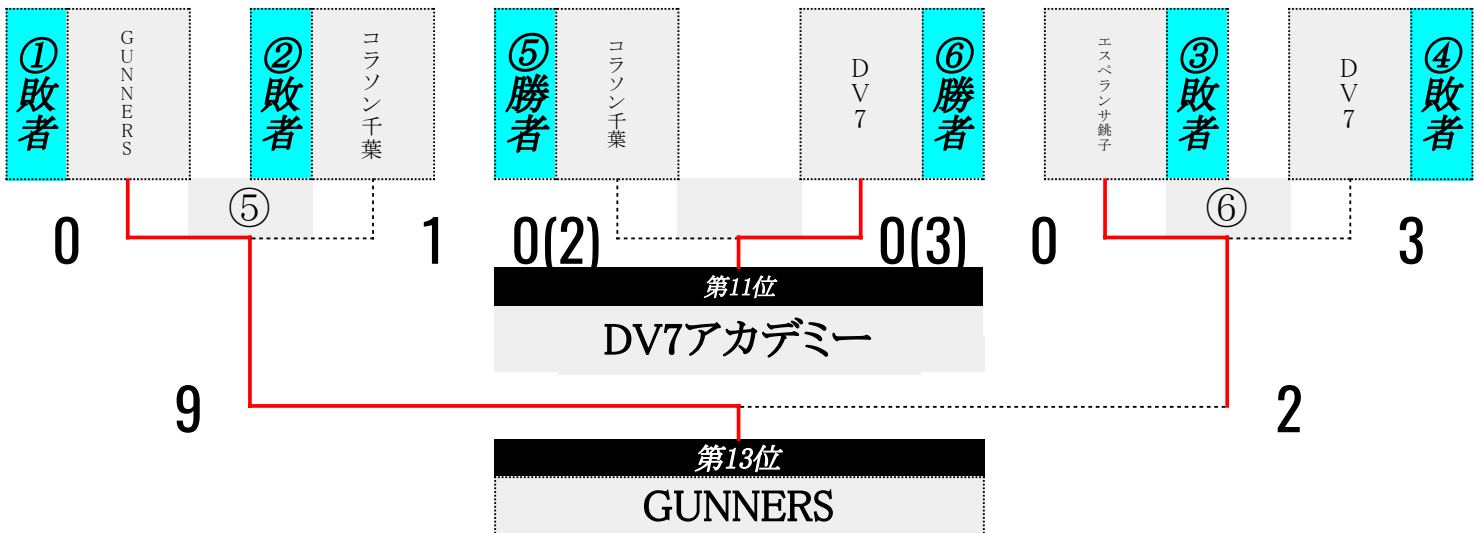 ①敗者
GUNNERS
②敗者
コラソン千葉
⑤勝者
コラソン千葉
DV7
⑥勝者
エスペランサ銚子
③敗者
DV7
④敗者
⑤
⑥
0
1
0(2)
0(3)
0
3
第11位
DV7アカデミー
9
2
第13位
GUNNERS